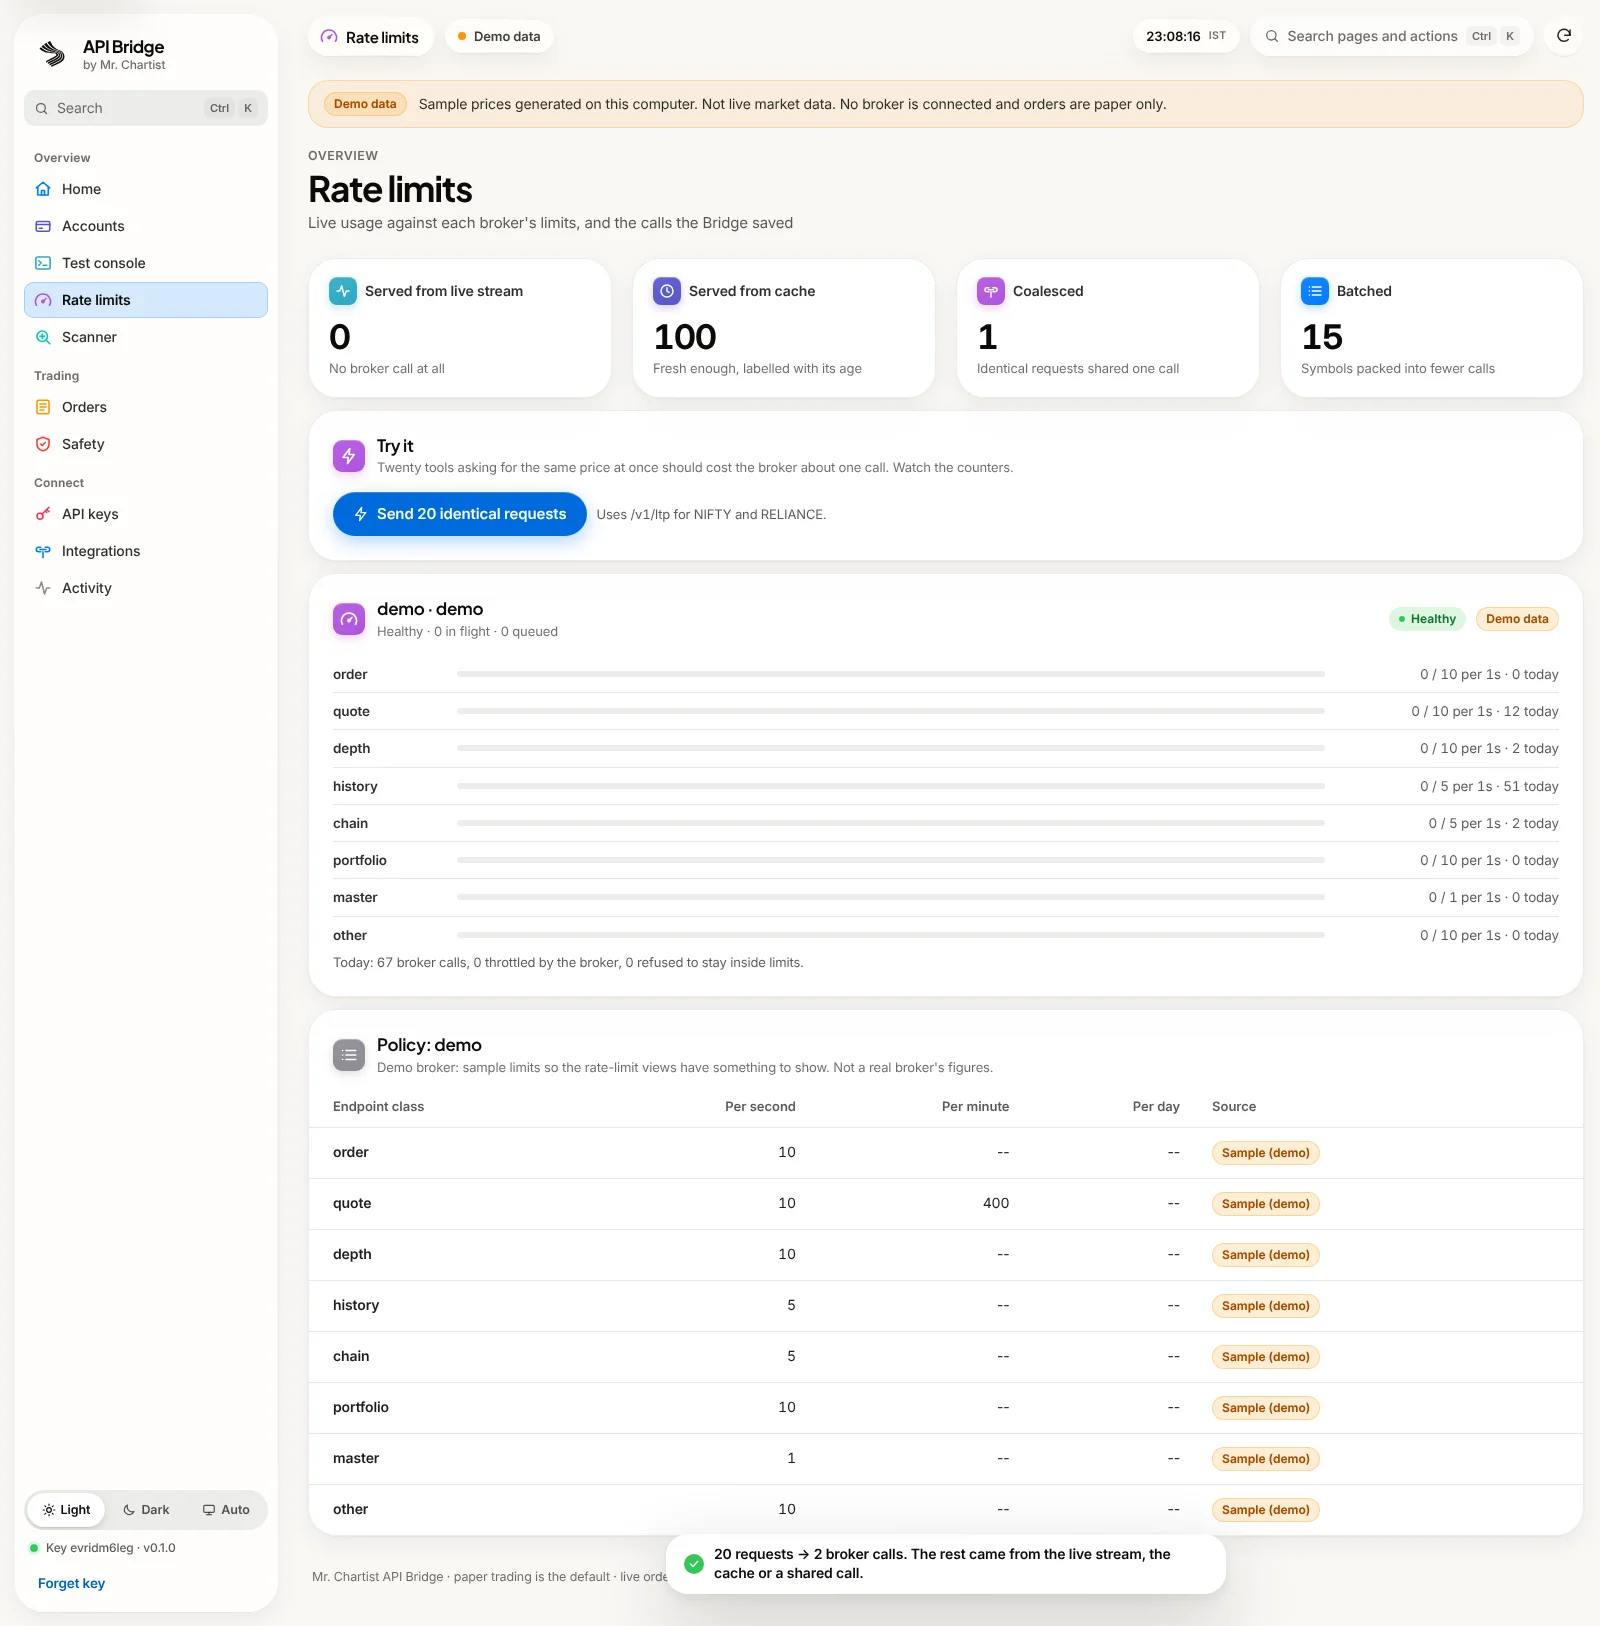 API Bridge
by Mr. Chartist
Search Ctrl K
Overview
Home
Accounts
Test console
Rate limits
Scanner
Trading
Orders
Safety
Connect
API keys
Integrations
Activity
Light Dark Auto
Key evridm6leg · v0.1.0
Forget key
Rate limits
Demo data
23:08:16 IST
Search pages and actions Ctrl K
Demo data Sample prices generated on this computer. Not live market data. No broker is connected and orders are paper only.
OVERVIEW
Rate limits
Live usage against each broker's limits, and the calls the Bridge saved
Served from live stream
0
No broker call at all
Served from cache
100
Fresh enough, labelled with its age
Coalesced
1
Identical requests shared one call
Batched
15
Symbols packed into fewer calls
Try it
Twenty tools asking for the same price at once should cost the broker about one call. Watch the counters.
Send 20 identical requests Uses /v1/ltp for NIFTY and RELIANCE.
demo · demo
Healthy · 0 in flight · 0 queued
Healthy Demo data
order 0 / 10 per 1s · 0 today
quote 0 / 10 per 1s · 12 today
depth 0 / 10 per 1s · 2 today
history 0 / 5 per 1s · 51 today
chain 0 / 5 per 1s · 2 today
portfolio 0 / 10 per 1s · 0 today
master 0 / 1 per 1s · 0 today
other 0 / 10 per 1s · 0 today
Today: 67 broker calls, 0 throttled by the broker, 0 refused to stay inside limits.
Policy: demo
Demo broker: sample limits so the rate-limit views have something to show. Not a real broker's figures.
Endpoint class Per second Per minute Per day Source
order 10 -- -- Sample (demo)
quote 10 400 -- Sample (demo)
depth 10 -- -- Sample (demo)
history 5 -- -- Sample (demo)
chain 5 -- -- Sample (demo)
portfolio 10 -- -- Sample (demo)
master 1 -- -- Sample (demo)
other 10 -- -- Sample (demo)
Mr. Chartist API Bridge · paper trading is the default · live
20 requests → 2 broker calls. The rest came from the live stream, the
cache or a shared call.